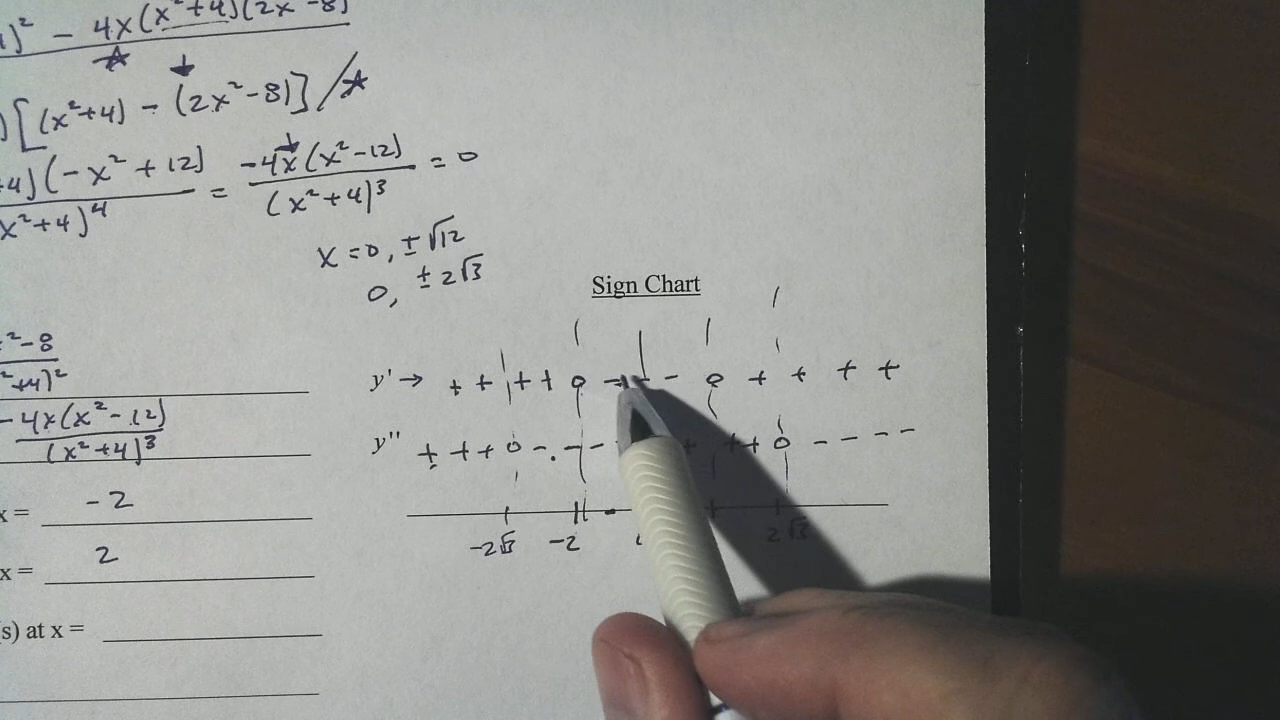 )² - 4x(x²+4)(2x²-8)
) [(x²+4) - (2x²-8)] /☆
+4)(-x² + 12) / x²+4)⁴ = -4x(x²-12) / (x²+4)³ = 0
x = 0, ±√12
0, ±2√3
Sign Chart
y' → + + + + 0 - - - 0 + + + +
y'' + + + 0 - - - + + + 0 - - - -
-2√3 -2 2√3
²-8 / ²+4)²
-4x(x²-12) / (x²+4)³
x = -2
x = 2
(s) at x =